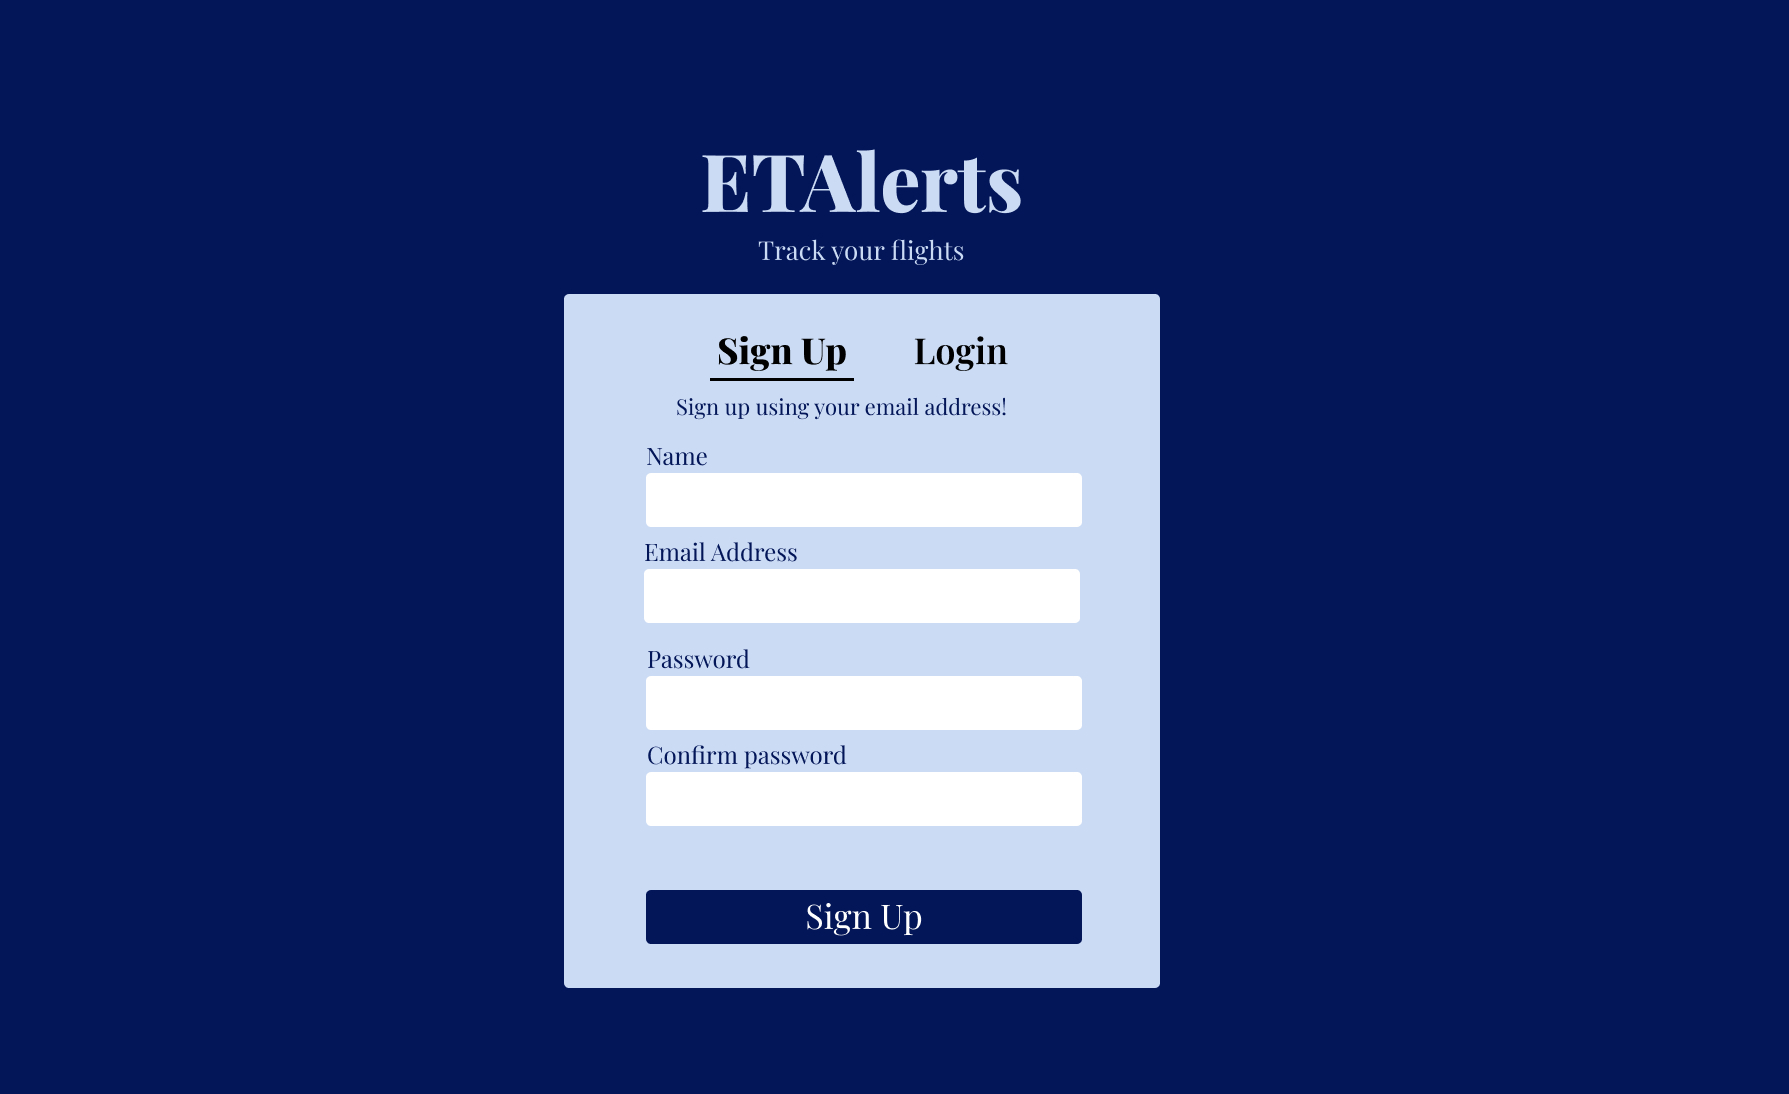 ETAlerts
Track your flights
Sign Up Login
Sign up using your email address!
Name
Email Address
Password
Confirm password
Sign Up